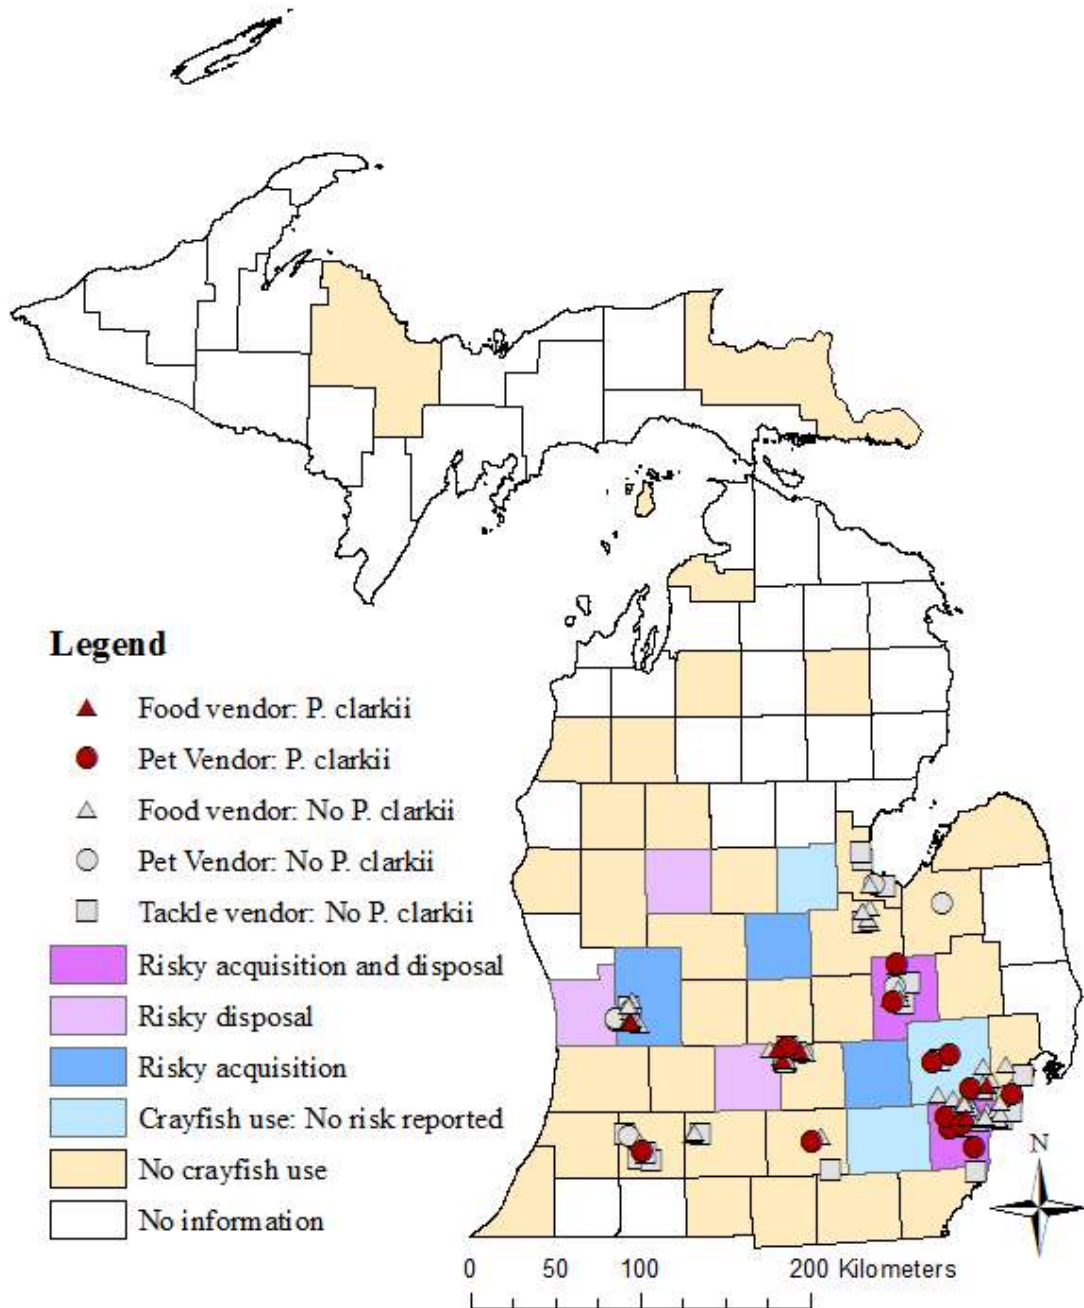 Legend
Food vendor: P. clarkii
Pet Vendor: P. clarkii
Food vendor: No P. clarkii
Pet Vendor: No P. clarkii
Tackle vendor: No P. clarkii
Risky acquisition and disposal
Risky disposal
Risky acquisition
Crayfish use: No risk reported
No crayfish use
No information
N
0 50 100 200 Kilometers